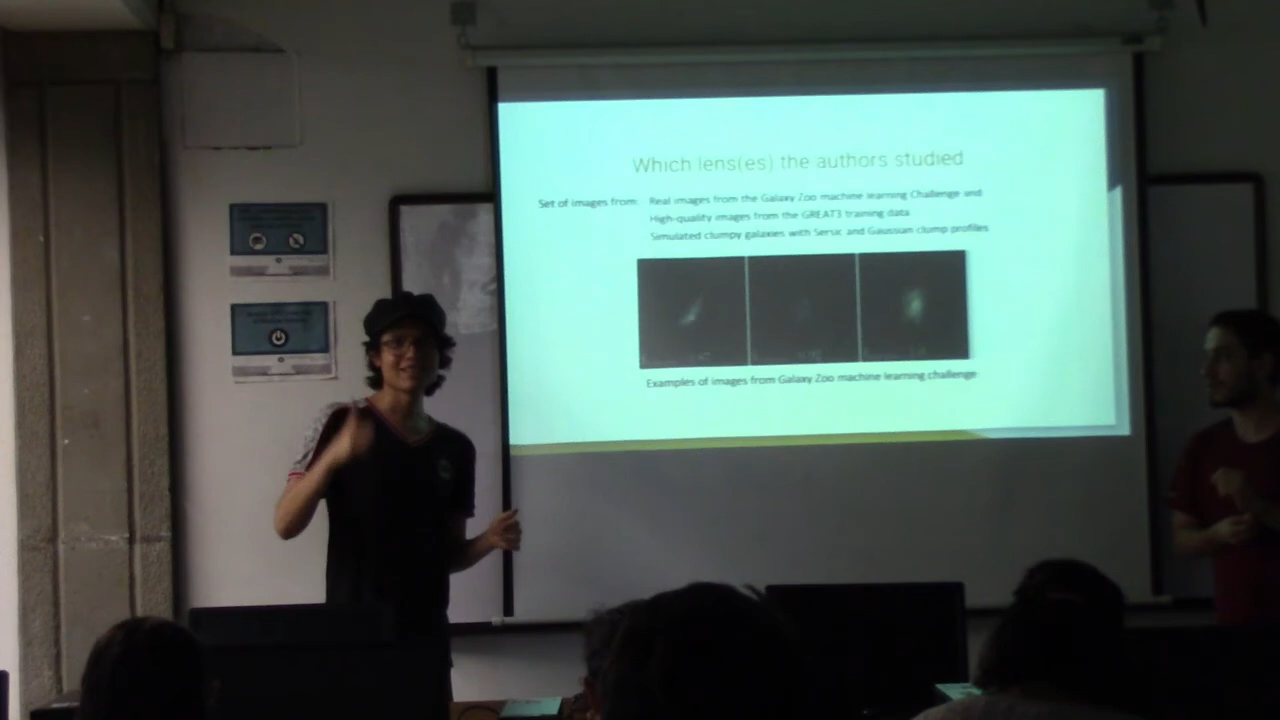 Which lens(es) the authors studied
Set of images from: Real images from the Galaxy Zoo machine learning Challenge and
High-quality images from the GREAT3 training data
Simulated clumpy galaxies with Sersic and Gaussian clump profiles
Examples of images from Galaxy Zoo machine learning challenge